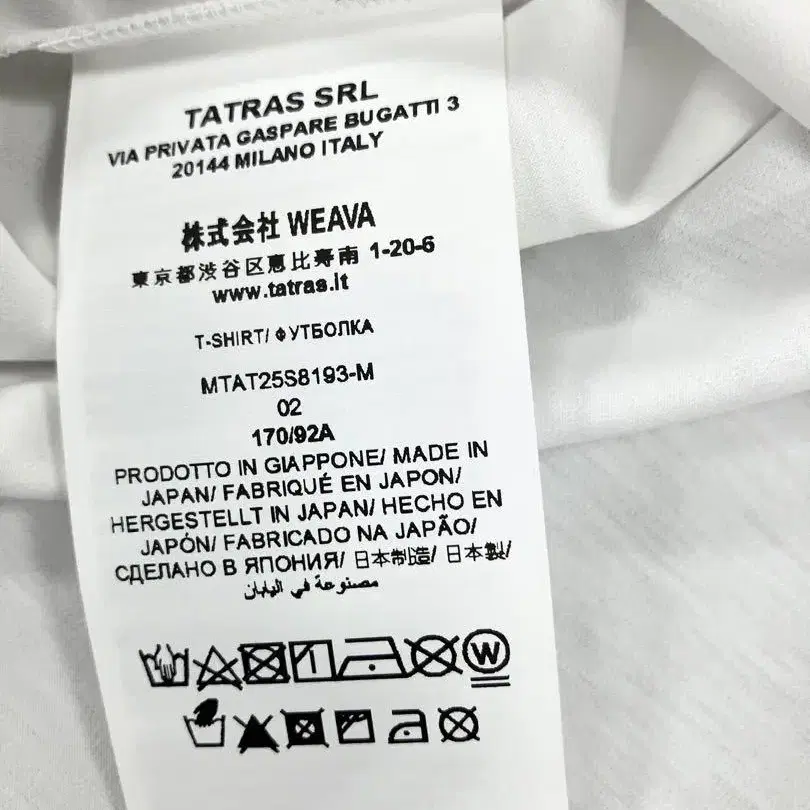 TATRAS SRL
VIA PRIVATA GASPARE BUGATTI 3
20144 MILANO ITALY
株式会社 WEAVA
東京都渋谷区恵比寿南 1-20-6
www.tatras.it
T-SHIRT/ ФУТБОЛКА
MTAT25S8193-M
02
170/92A
PRODOTTO IN GIAPPONE/ MADE IN
JAPAN/ FABRIQUÉ EN JAPON/
HERGESTELLT IN JAPAN/ HECHO EN
JAPÓN/ FABRICADO NA JAPÃO/
СДЕЛАНО В ЯПОНИЯ/ 日本制造/ 日本製/
مصنوعة في اليابان
W